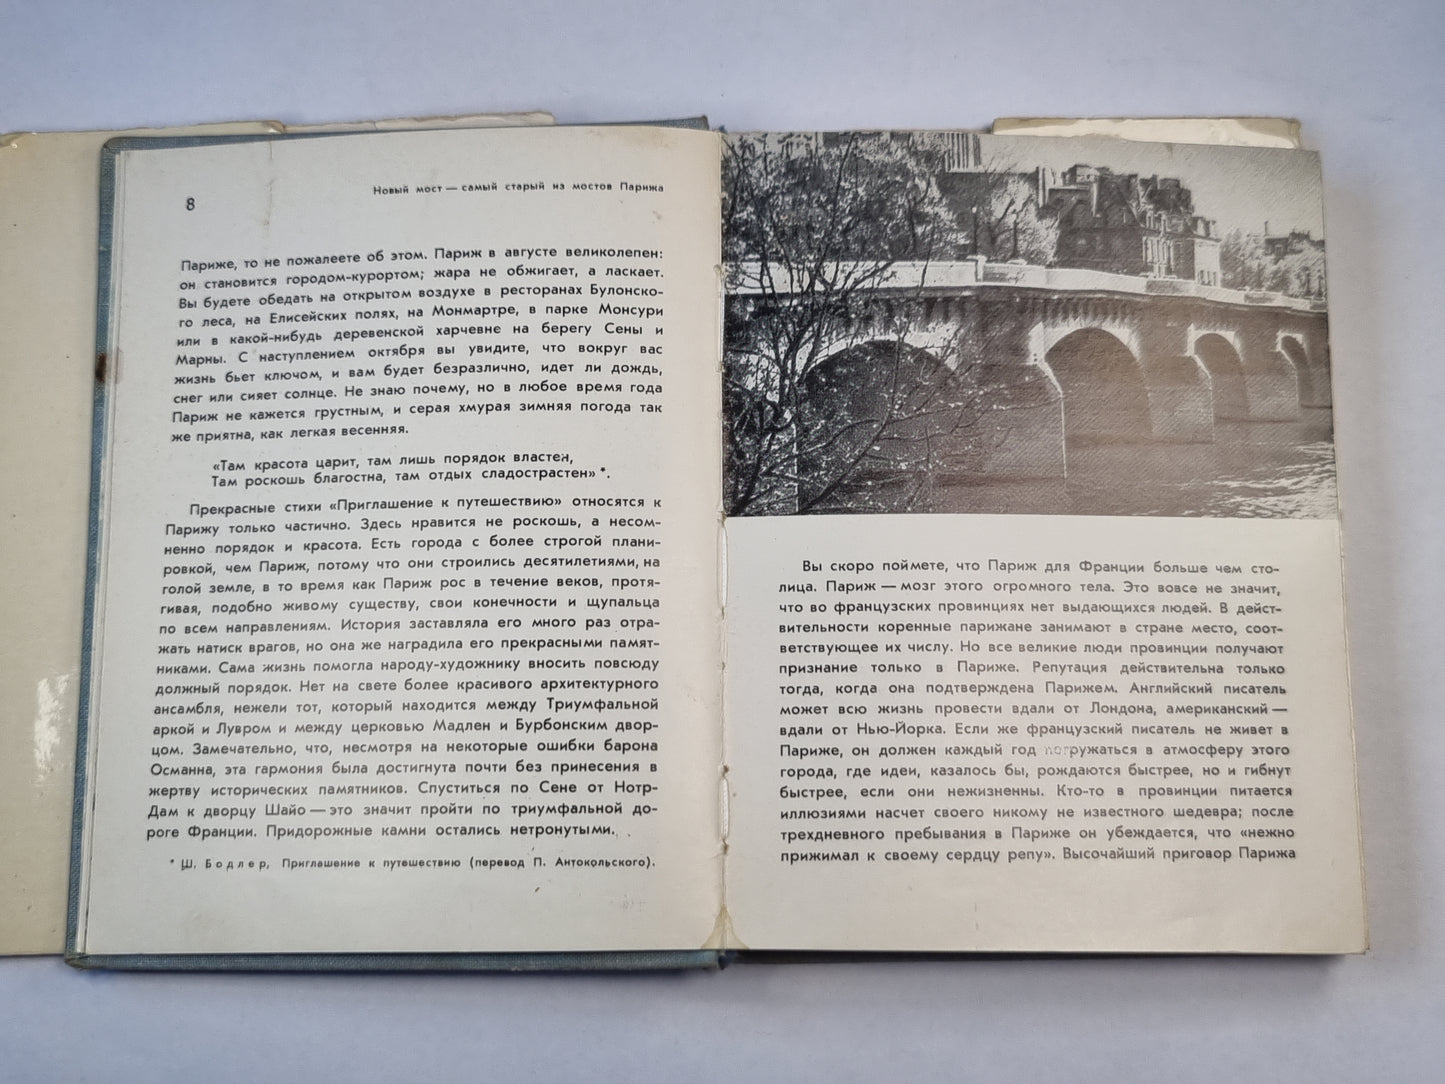 8
Новый мост — самый старый из мостов Парижа
Париже, то не пожалеете об этом. Париж в августе великолепен:
он становится городом-курортом; жара не обжигает, а ласкает.
Вы будете обедать на открытом воздухе в ресторанах Булонско-
го леса, на Елисейских полях, на Монмартре, в парке Монсури
или в какой-нибудь деревенской харчевне на берегу Сены и
Марны. С наступлением октября вы увидите, что вокруг вас
жизнь бьет ключом, и вам будет безразлично, идет ли дождь,
снег или сияет солнце. Не знаю почему, но в любое время года
Париж не кажется грустным, и серая хмурая зимняя погода так
же приятна, как легкая весенняя.
«Там красота царит, там лишь порядок властен,
Там роскошь благостна, там отдых сладострастен» *.
Прекрасные стихи «Приглашение к путешествию» относятся к
Парижу только частично. Здесь нравится не роскошь, а несом-
ненно порядок и красота. Есть города с более строгой плани-
ровкой, чем Париж, потому что они строились десятилетиями, на
голой земле, в то время как Париж рос в течение веков, протя-
гивая, подобно живому существу, свои конечности и щупальца
по всем направлениям. История заставляла его много раз отра-
жать натиск врагов, но она же наградила его прекрасными памят-
никами. Сама жизнь помогла народу-художнику вносить повсюду
должный порядок. Нет на свете более красивого архитектурного
ансамбля, нежели тот, который находится между Триумфальной
аркой и Лувром и между церковью Мадлен и Бурбонским двор-
цом. Замечательно, что, несмотря на некоторые ошибки барона
Османна, эта гармония была достигнута почти без принесения в
жертву исторических памятников. Спуститься по Сене от Нотр-
Дам к дворцу Шайо — это значит пройти по триумфальной до-
роге Франции. Придорожные камни остались нетронутыми.
* Ш. Бодлер, Приглашение к путешествию (перевод П. Антокольского).
Вы скоро поймете, что Париж для Франции больше чем сто-
лица. Париж — мозг этого огромного тела. Это вовсе не значит,
что во французских провинциях нет выдающихся людей. В дейст-
вительности коренные парижане занимают в стране место, соот-
ветствующее их числу. Но все великие люди провинции получают
признание только в Париже. Репутация действительна только
тогда, когда она подтверждена Парижем. Английский писатель
может всю жизнь провести вдали от Лондона, американский —
вдали от Нью-Йорка. Если же французский писатель не живет в
Париже, он должен каждый год погружаться в атмосферу этого
города, где идеи, казалось бы, рождаются быстрее, но и гибнут
быстрее, если они нежизненны. Кто-то в провинции питается
иллюзиями насчет своего никому не известного шедевра; после
трехдневного пребывания в Париже он убеждается, что «нежно
прижимал к своему сердцу репу». Высочайший приговор Парижа